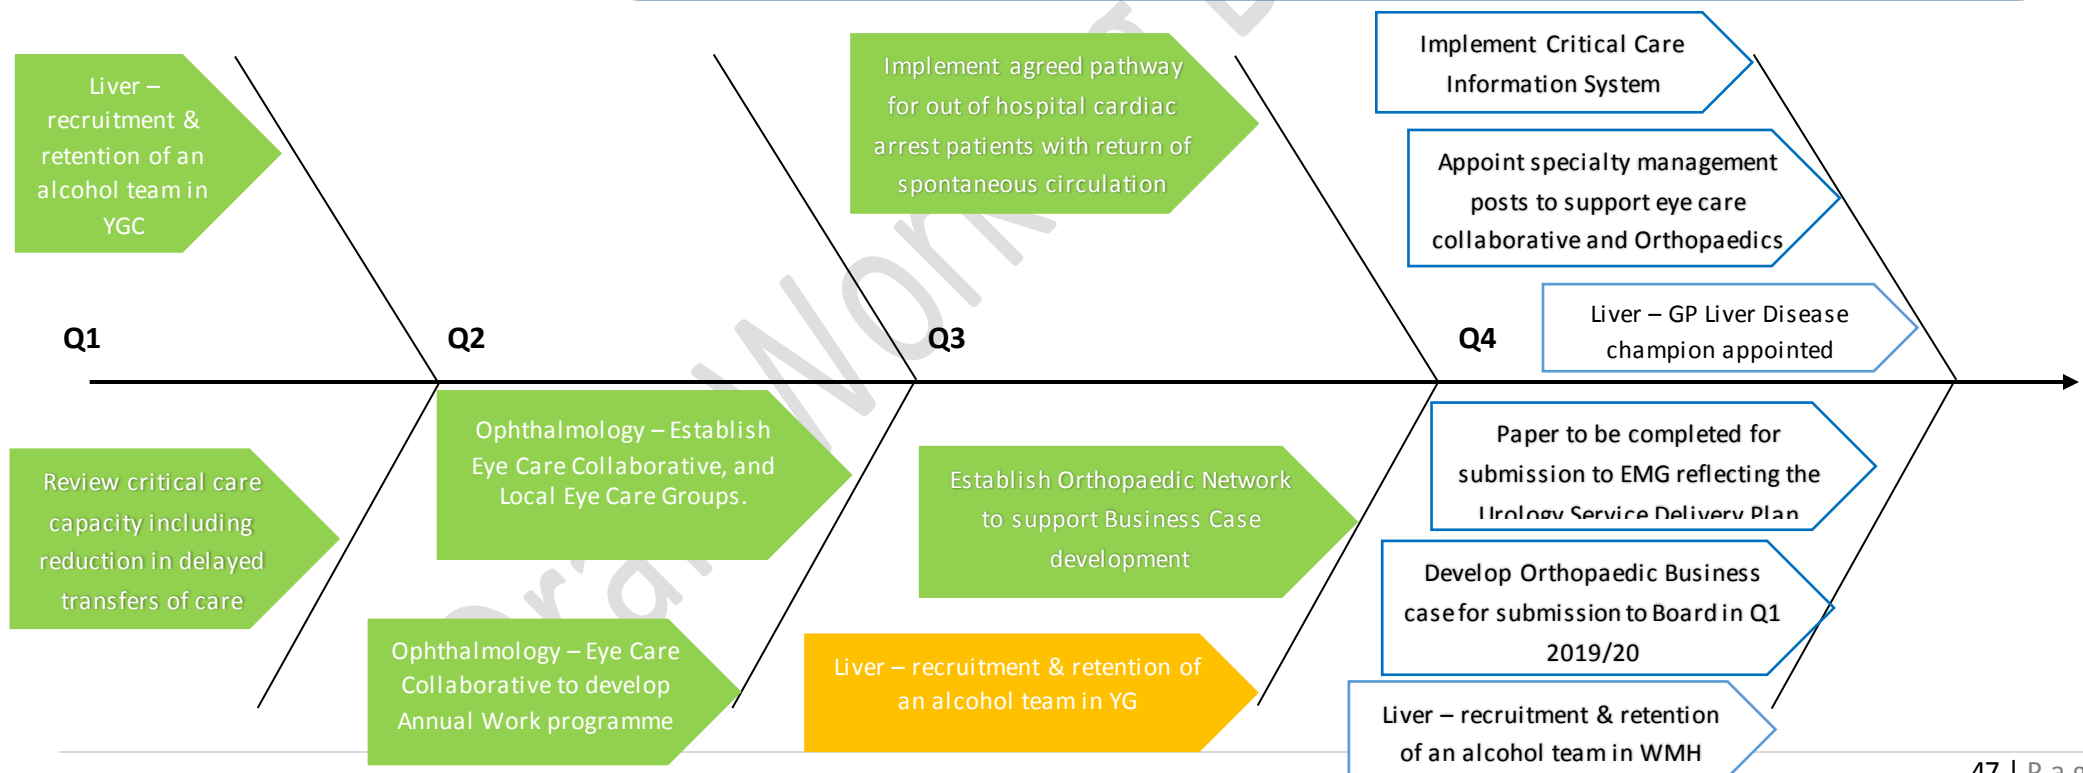 Liver –
recruitment &
retention of an
alcohol team in
YGC
Implement agreed pathway
for out of hospital cardiac
arrest patients with return of
spontaneous circulation
Implement Critical Care
Information System
Appoint specialty management
posts to support eye care
collaborative and Orthopaedics
Liver – GP Liver Disease
champion appointed
Q1
Q2
Q3
Q4
Review critical care
capacity including
reduction in delayed
transfers of care
Ophthalmology – Establish
Eye Care Collaborative, and
Local Eye Care Groups.
Ophthalmology – Eye Care
Collaborative to develop
Annual Work programme
Establish Orthopaedic Network
to support Business Case
development
Liver – recruitment & retention of
an alcohol team in YG
Paper to be completed for
submission to EMG reflecting the
Urology Service Delivery Plan
Develop Orthopaedic Business
case for submission to Board in Q1
2019/20
Liver – recruitment & retention
of an alcohol team in WMH
Working
47 | P a g